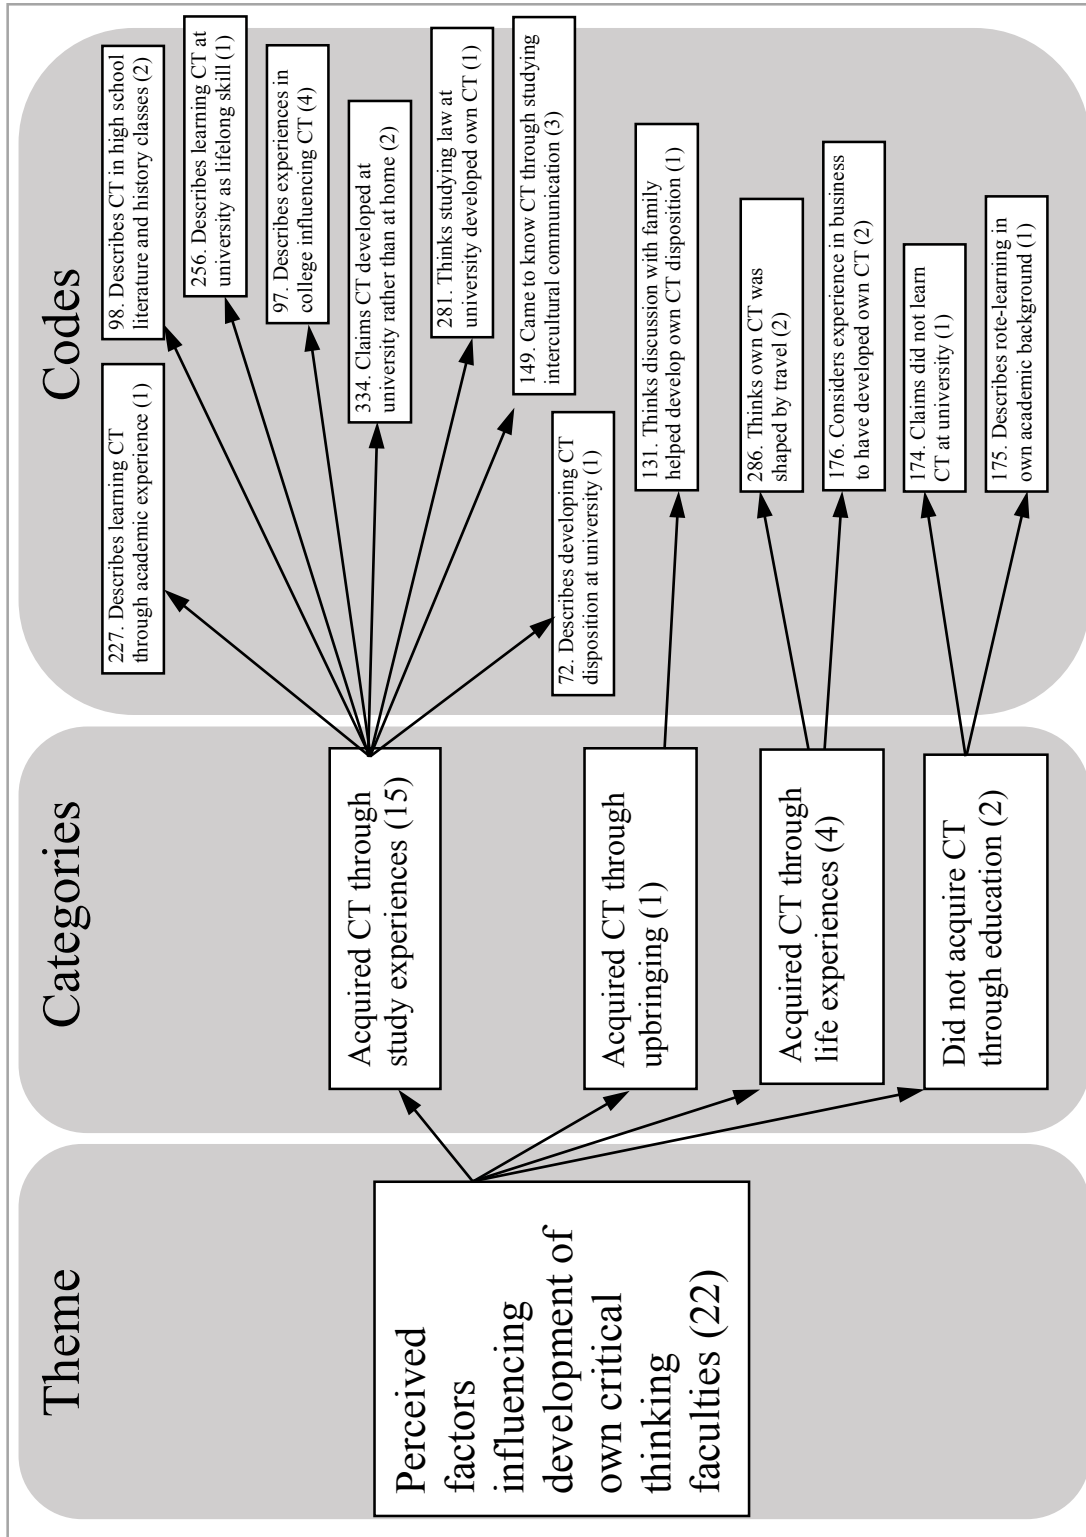 Theme
Perceived
factors
influencing
development of
own critical
thinking
faculties (22)
Categories
Acquired CT through
study experiences (15)
Acquired CT through
upbringing (1)
Acquired CT through
life experiences (4)
Did not acquire CT
through education (2)
Codes
227. Describes learning CT
through academic experience (1)
98. Describes CT in high school
literature and history classes (2)
256. Describes learning CT at
university as lifelong skill (1)
97. Describes experiences in
college influencing CT (4)
334. Claims CT developed at
university rather than at home (2)
281. Thinks studying law at
university developed own CT (1)
149. Came to know CT through studying
intercultural communication (3)
72. Describes developing CT
disposition at university (1)
131. Thinks discussion with family
helped develop own CT disposition (1)
286. Thinks own CT was
shaped by travel (2)
176. Considers experience in business
to have developed own CT (2)
174. Claims did not learn
CT at university (1)
175. Describes rote-learning in
own academic background (1)